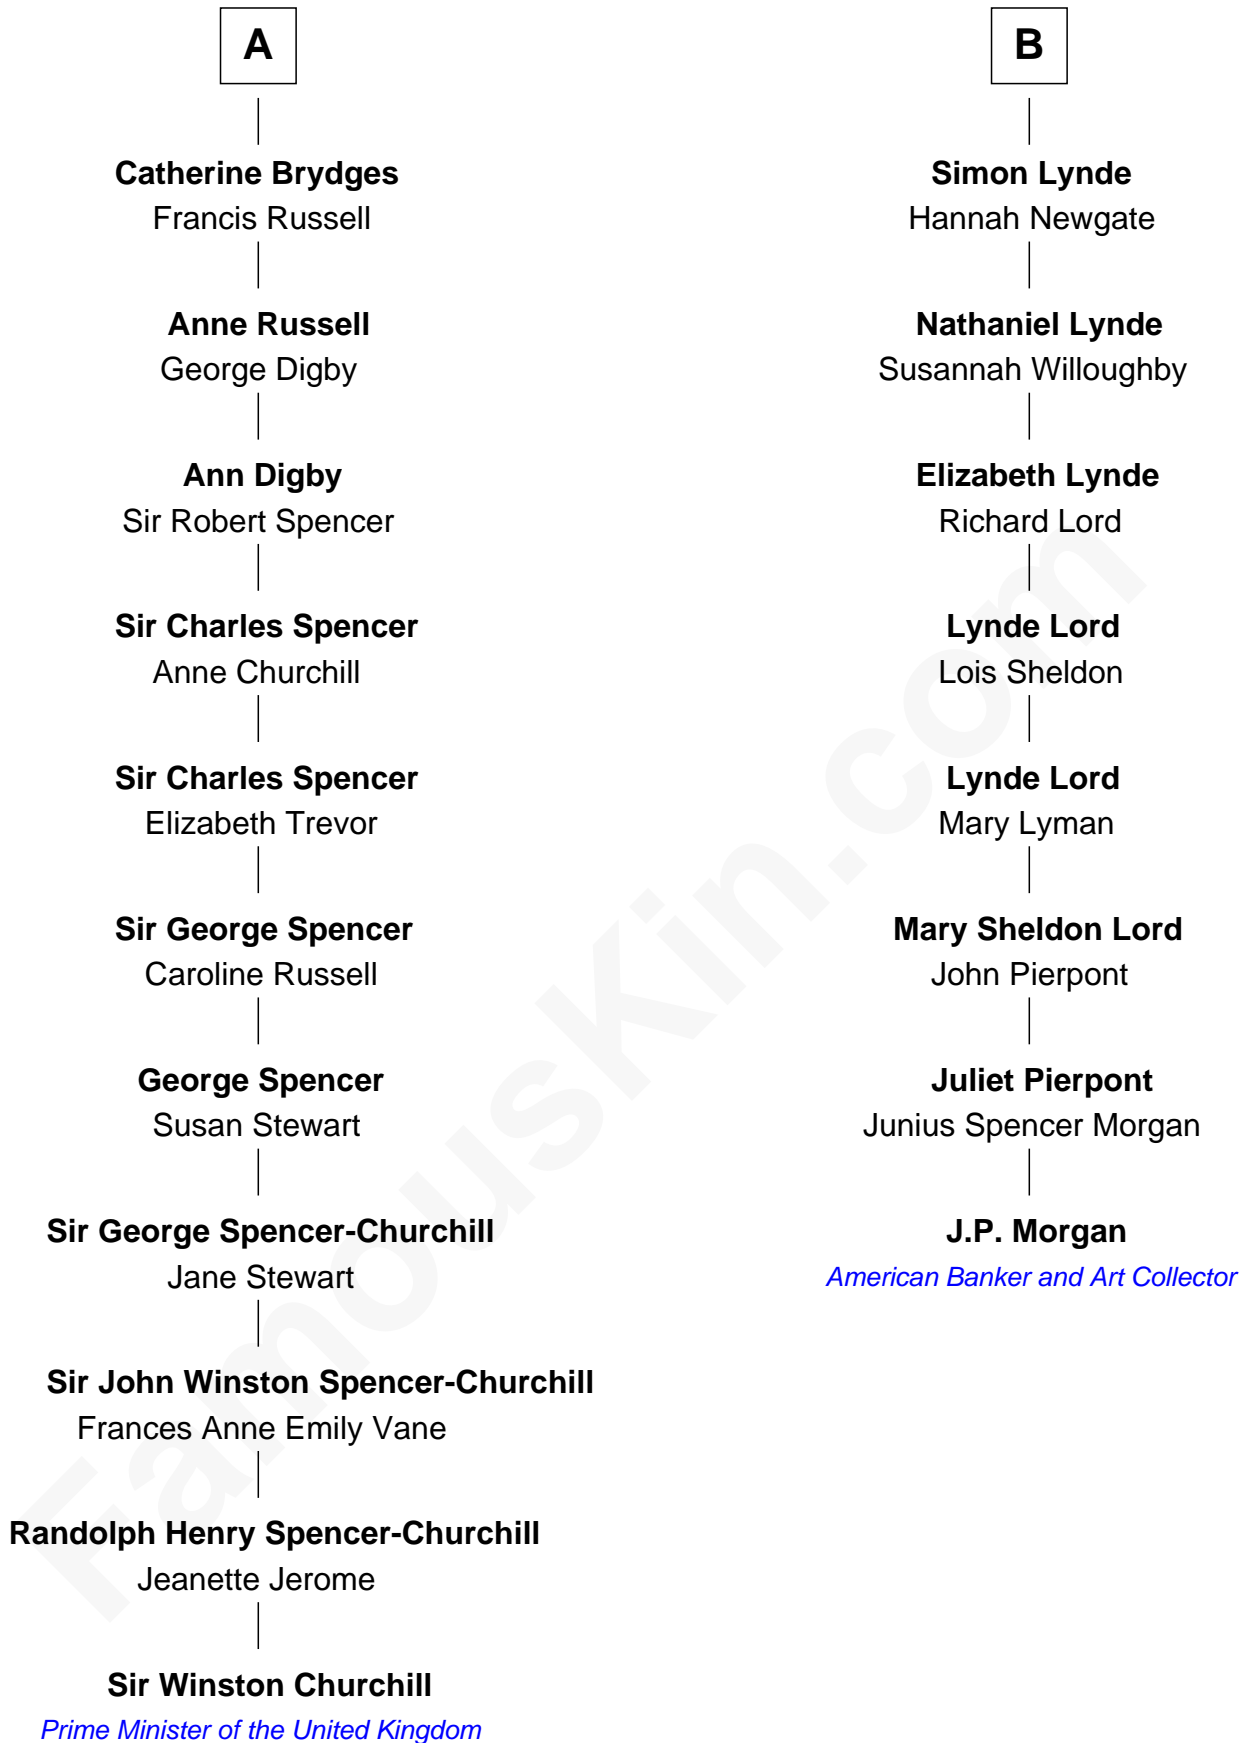 A
Catherine Brydges
Francis Russell
Anne Russell
George Digby
Ann Digby
Sir Robert Spencer
Sir Charles Spencer
Anne Churchill
Sir Charles Spencer
Elizabeth Trevor
Sir George Spencer
Caroline Russell
George Spencer
Susan Stewart
Sir George Spencer-Churchill
Jane Stewart
Sir John Winston Spencer-Churchill
Frances Anne Emily Vane
Randolph Henry Spencer-Churchill
Jeanette Jerome
Sir Winston Churchill
Prime Minister of the United Kingdom
B
Simon Lynde
Hannah Newgate
Nathaniel Lynde
Susannah Willoughby
Elizabeth Lynde
Richard Lord
Lynde Lord
Lois Sheldon
Lynde Lord
Mary Lyman
Mary Sheldon Lord
John Pierpont
Juliet Pierpont
Junius Spencer Morgan
J.P. Morgan
American Banker and Art Collector
FamousKin.com